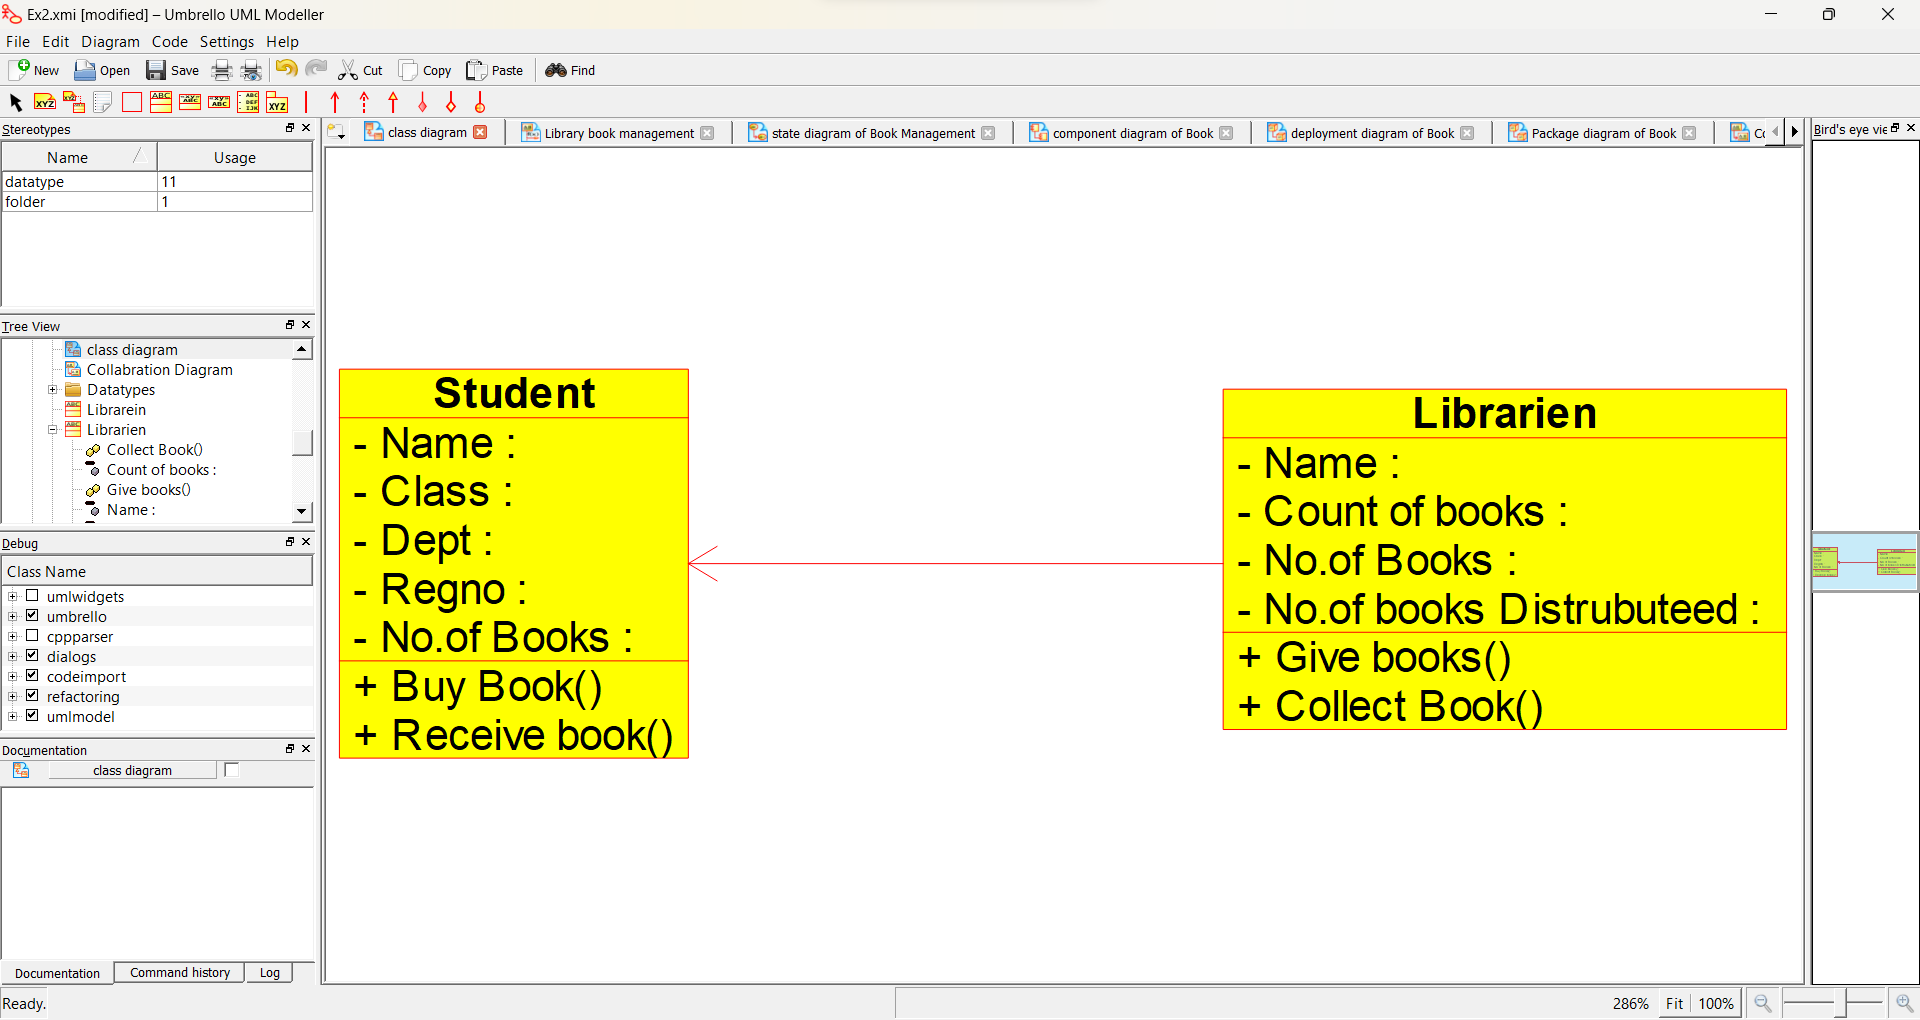 Ex2.xmi [modified] – Umbrello UML Modeller
File Edit Diagram Code Settings Help
New Open Save Cut Copy Paste Find
Stereotypes
Name Usage
datatype 11
folder 1
Tree View
class diagram
Collabration Diagram
Datatypes
Librarein
Librarien
Collect Book()
Count of books :
Give books()
Name :
Debug
Class Name
umlwidgets
umbrello
cppparser
dialogs
codeimport
refactoring
umlmodel
Documentation
class diagram
Documentation Command history Log
Ready.
class diagram Library book management state diagram of Book Management component diagram of Book deployment diagram of Book Package diagram of Book
Bird's eye vie
Student
- Name :
- Class :
- Dept :
- Regno :
- No.of Books :
+ Buy Book()
+ Receive book()
Librarien
- Name :
- Count of books :
- No.of Books :
- No.of books Distrubuteed :
+ Give books()
+ Collect Book()
286% Fit 100%